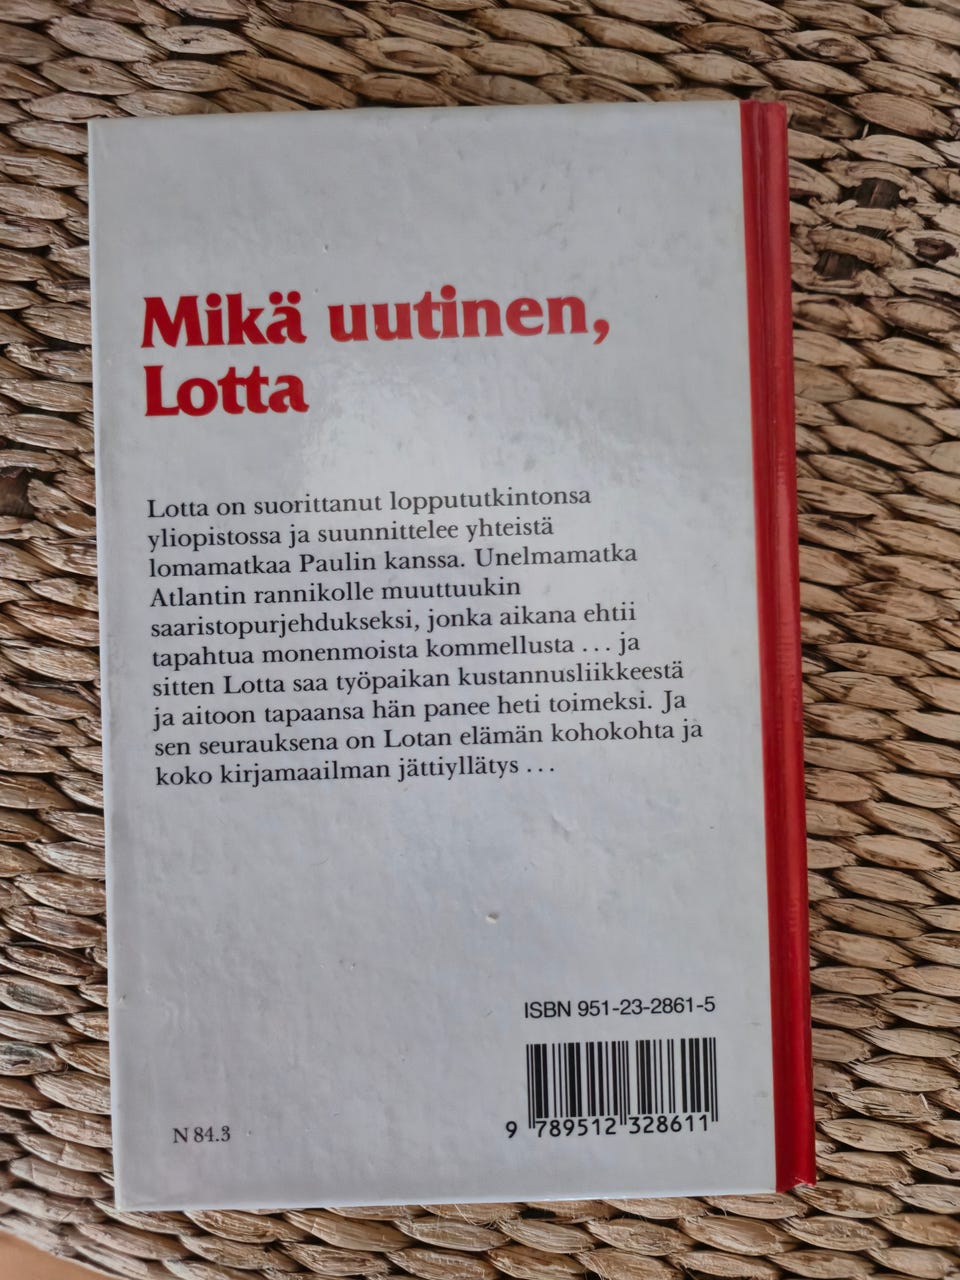 Mikä uutinen,
Lotta
Lotta on suorittanut loppututkintonsa
yliopistossa ja suunnittelee yhteistä
lomamatkaa Paulin kanssa. Unelmamatka
Atlantin rannikolle muuttuukin
saaristopurjehdukseksi, jonka aikana ehtii
tapahtua monenmoista kommellusta ... ja
sitten Lotta saa työpaikan kustannusliikkeestä
ja aitoon tapaansa hän panee heti toimeksi. Ja
sen seurauksena on Lotan elämän kohokohta ja
koko kirjamaailman jättiyllätys ...
ISBN 951-23-2861-5
9 789512 328611
N 84.3